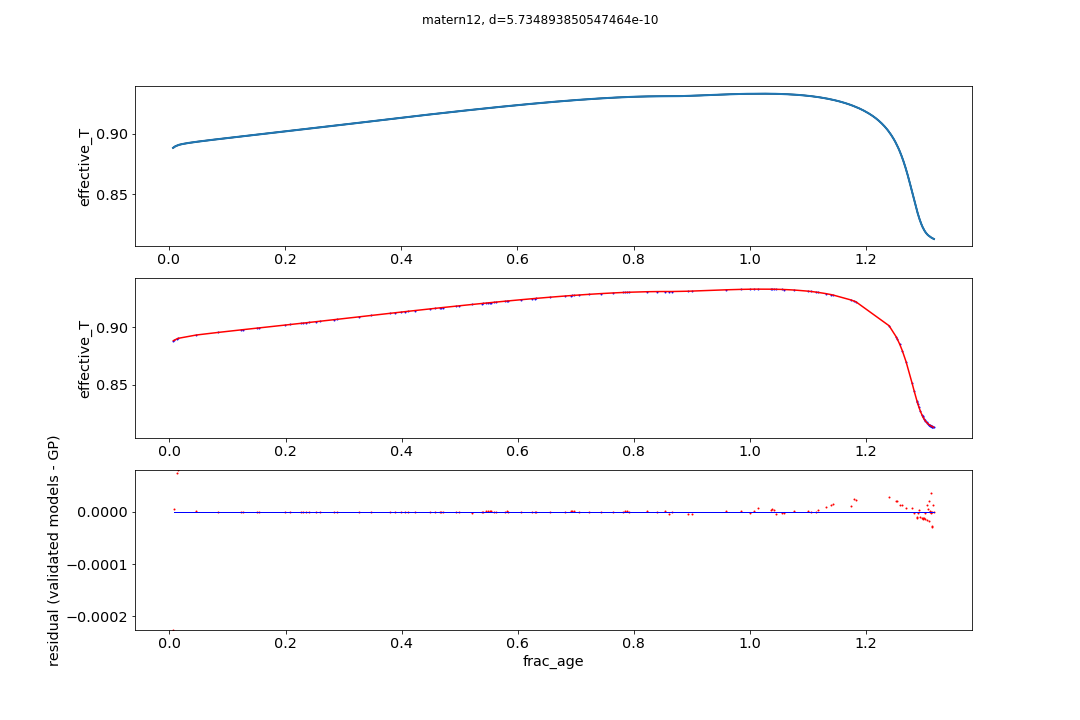 matern12, d=5.734893850547464e-10
effective_T
0.90
0.85
0.0 0.2 0.4 0.6 0.8 1.0 1.2
effective_T
0.90
0.85
0.0 0.2 0.4 0.6 0.8 1.0 1.2
residual (validated models - GP)
0.0000
−0.0001
−0.0002
0.0 0.2 0.4 0.6 0.8 1.0 1.2
frac_age